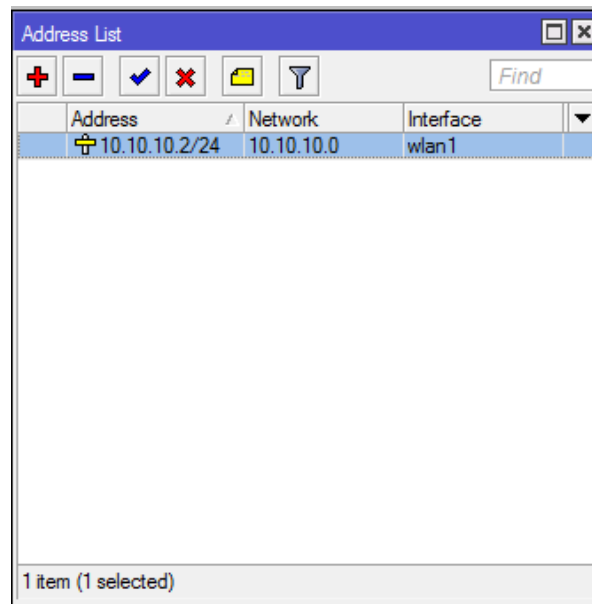 Address List
Find
Address Network Interface
10.10.10.2/24 10.10.10.0 wlan1
1 item (1 selected)